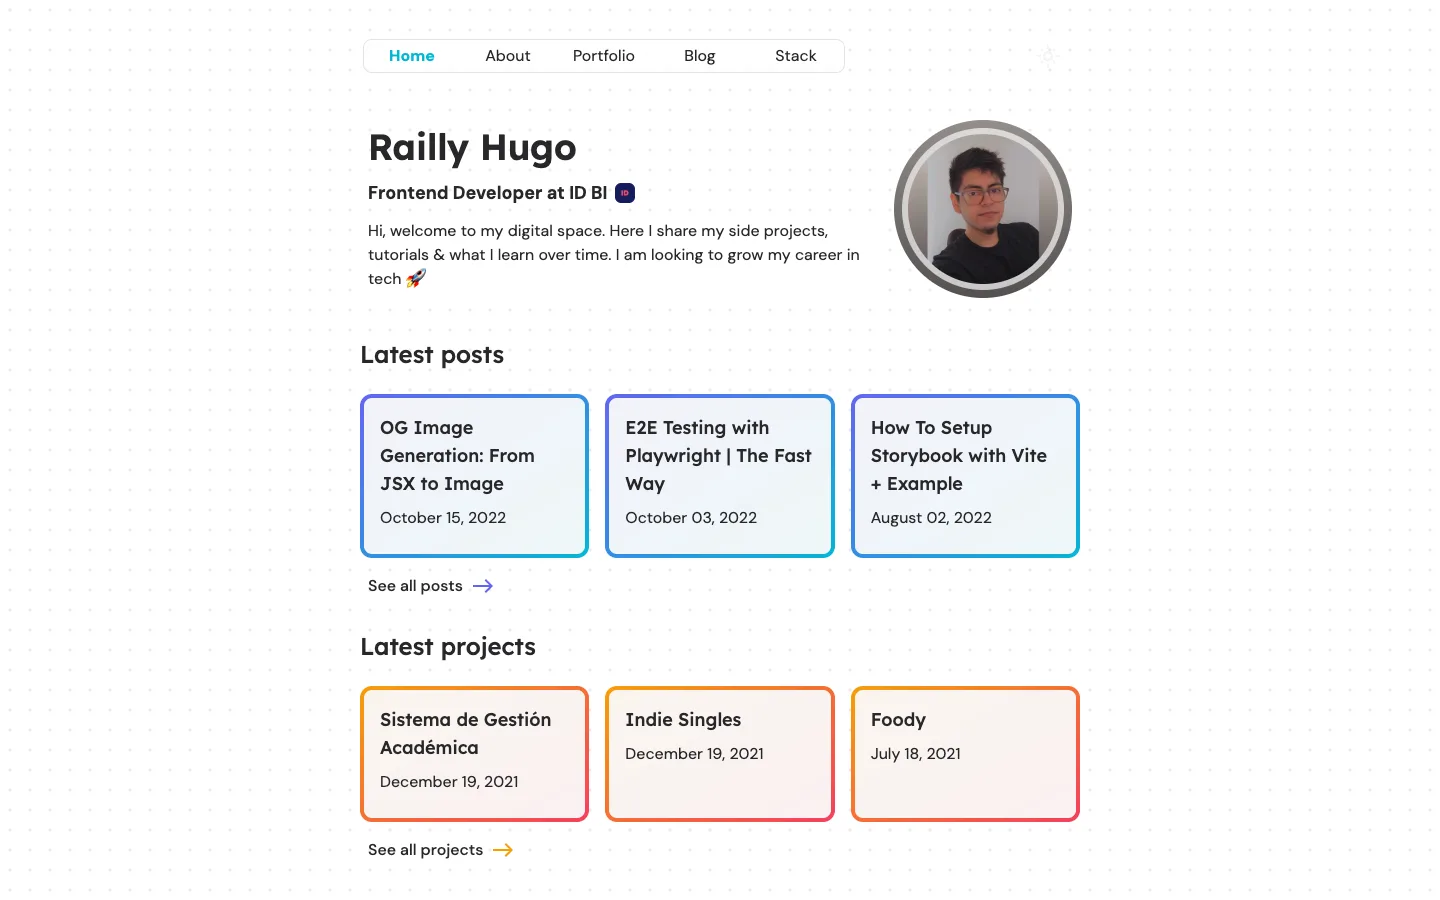 Home About Portfolio Blog Stack
Railly Hugo
Frontend Developer at ID BI ID
Hi, welcome to my digital space. Here I share my side projects,
tutorials & what I learn over time. I am looking to grow my career in
tech 🚀
Latest posts
OG Image
Generation: From
JSX to Image
October 15, 2022
E2E Testing with
Playwright | The Fast
Way
October 03, 2022
How To Setup
Storybook with Vite
+ Example
August 02, 2022
See all posts →
Latest projects
Sistema de Gestión
Académica
December 19, 2021
Indie Singles
December 19, 2021
Foody
July 18, 2021
See all projects →